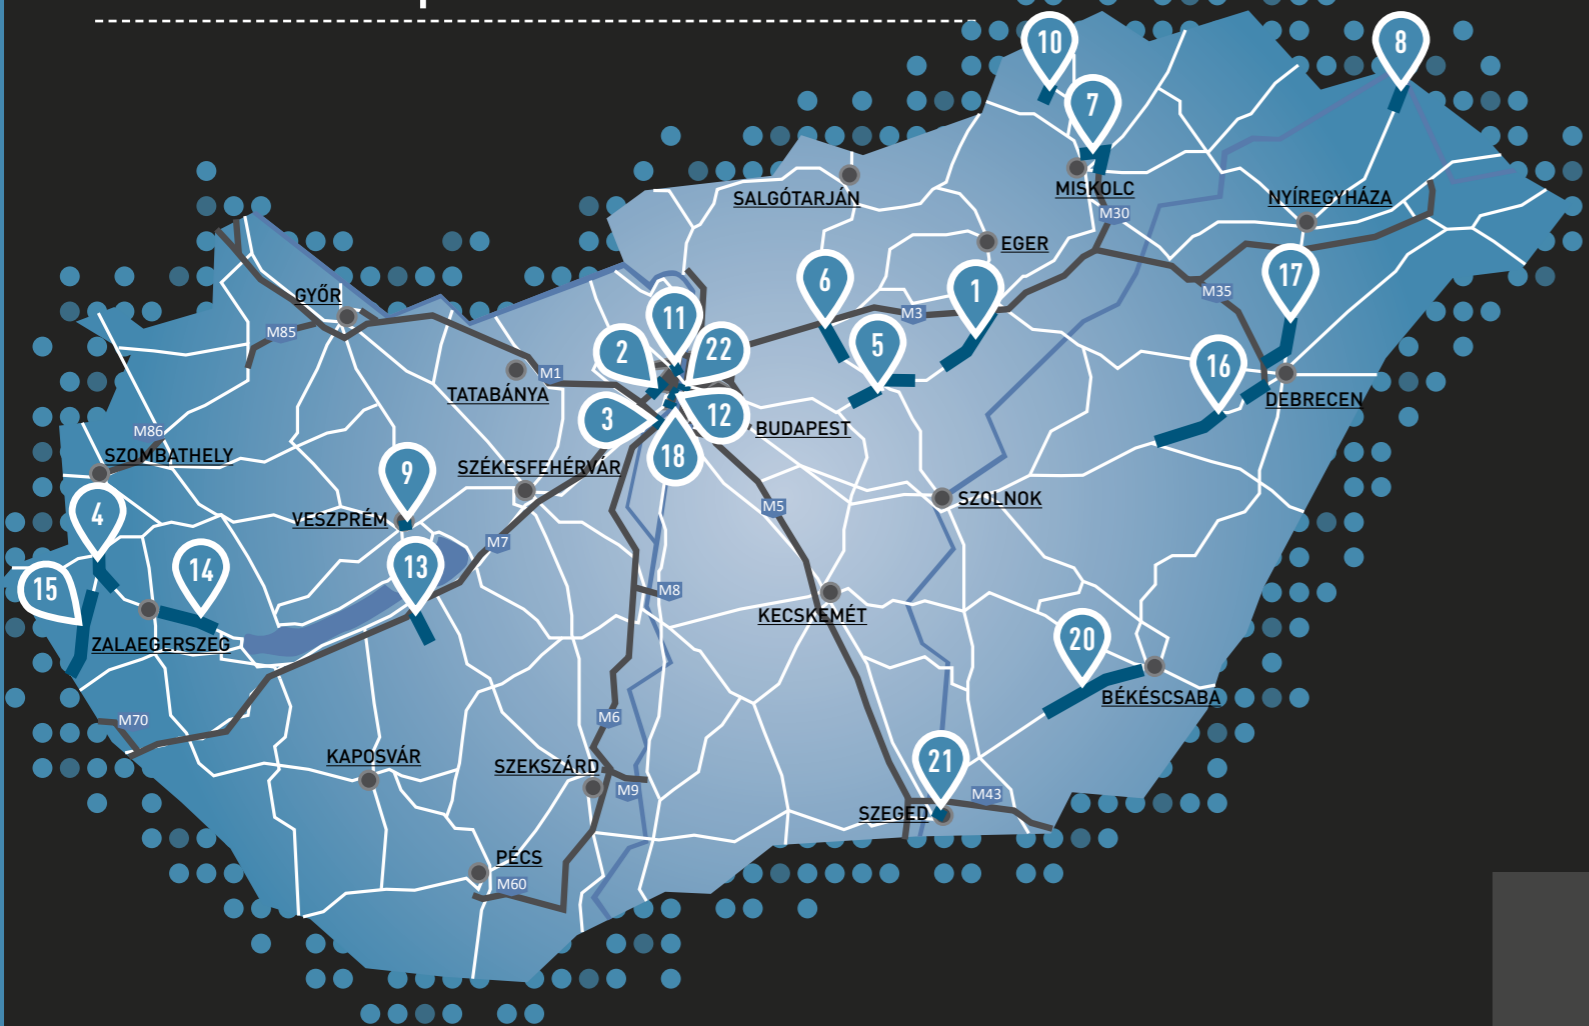 10
8
7
MISKOLC
SALGÓTARJÁN
NYÍREGYHÁZA
M30
EGER
6
1
17
GYŐR
M35
M3
11
M85
2
22
5
16
M1
TATABÁNYA
DEBRECEN
3
12
BUDAPEST
M86
SZOMBATHELY
18
9
SZÉKESFEHÉRVÁR
SZOLNOK
4
VESZPRÉM
M5
M7
15
14
13
M8
KECSKEMÉT
ZALAEGERSZEG
20
BÉKÉSCSABA
M70
M6
KAPOSVÁR
SZEKSZÁRD
21
M9
M43
SZEGED
PÉCS
M60